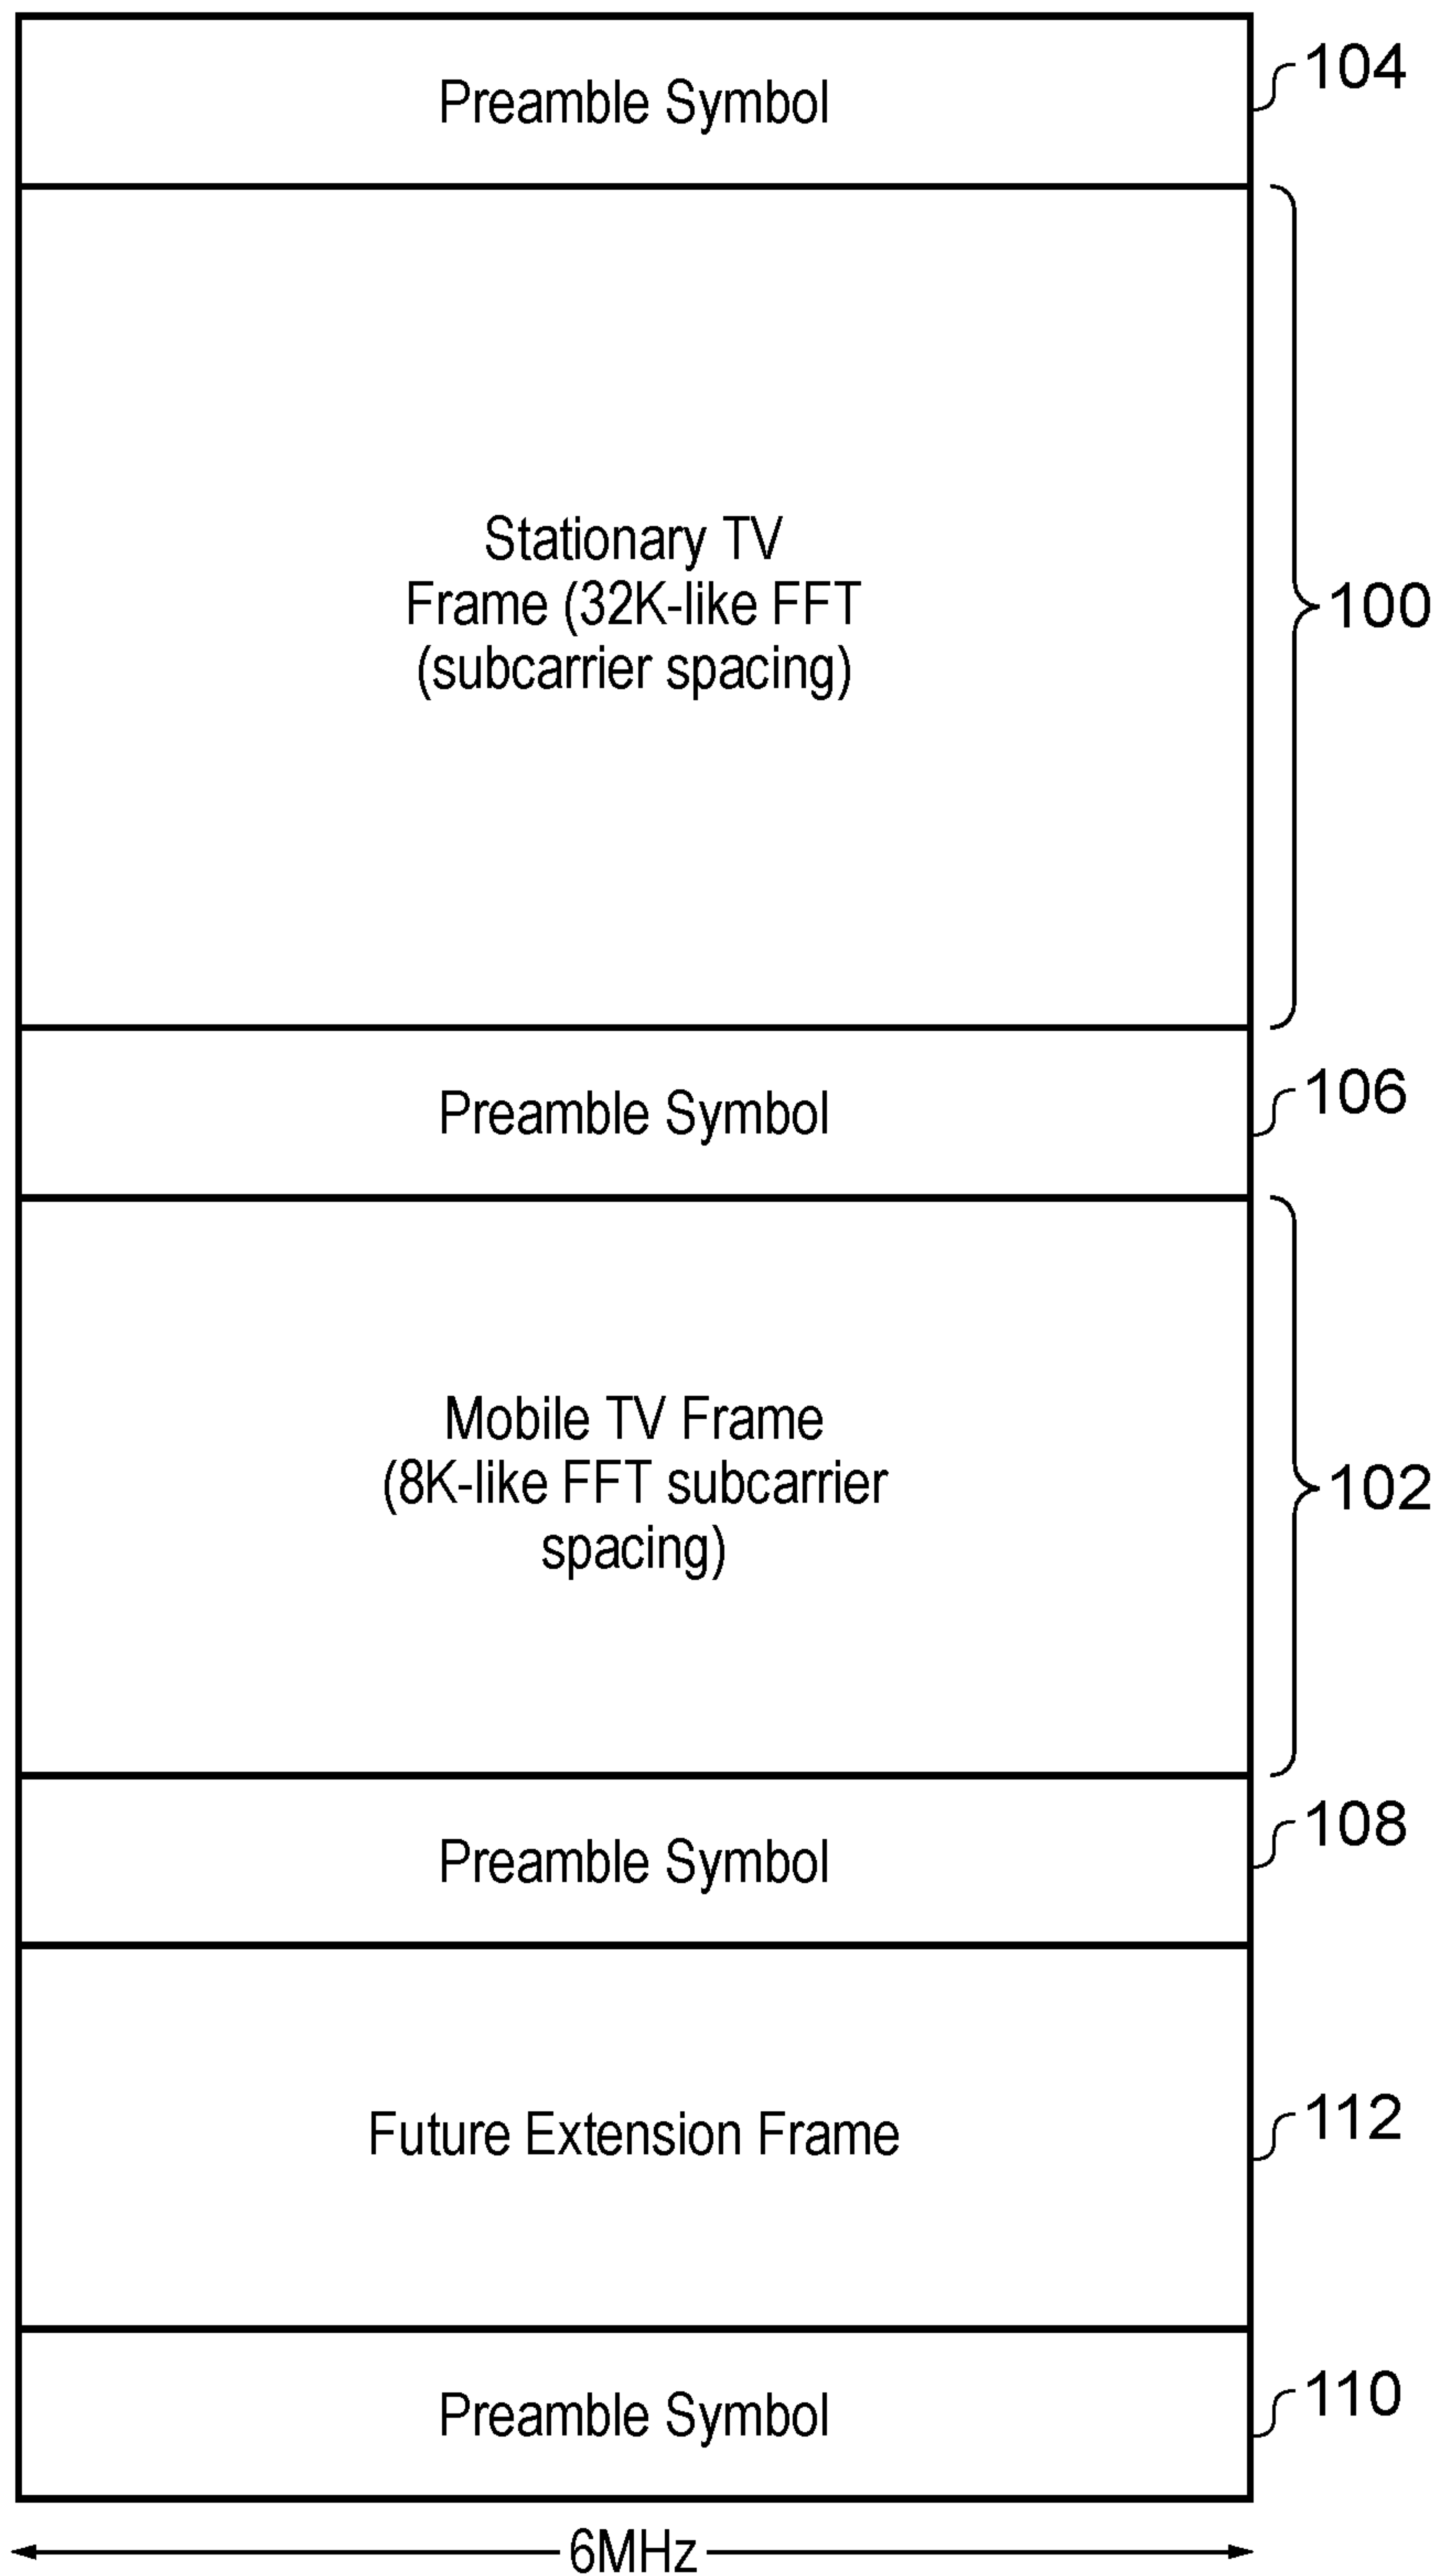 Preamble Symbol
104
Stationary TV
Frame (32K-like FFT
(subcarrier spacing)
100
Preamble Symbol
106
Mobile TV Frame
(8K-like FFT subcarrier
spacing)
102
Preamble Symbol
108
Future Extension Frame
112
Preamble Symbol
110
6MHz